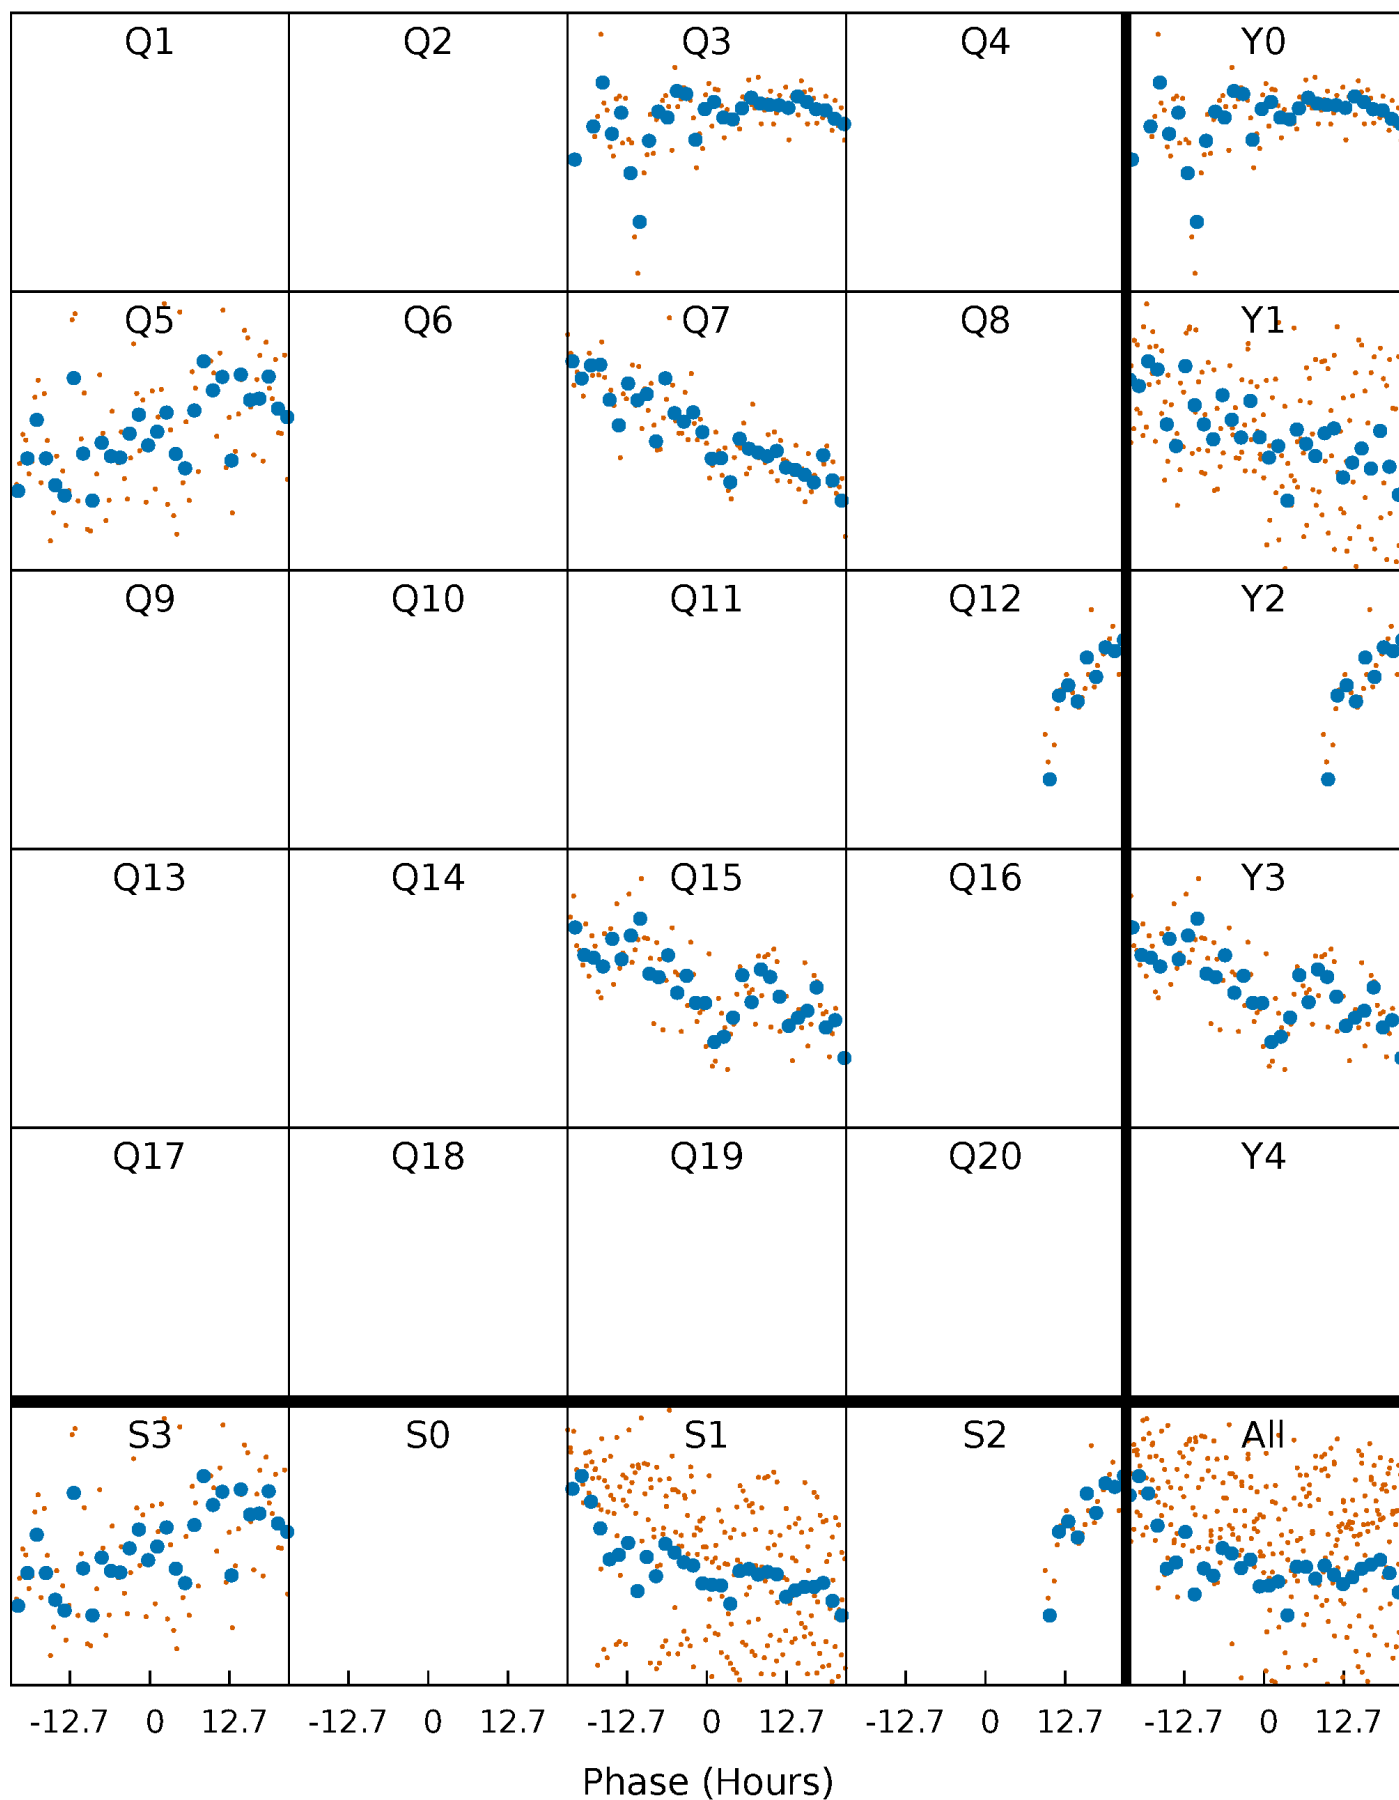 Q1 Q2 Q3 Q4 Y0
Q5 Q6 Q7 Q8 Y1
Q9 Q10 Q11 Q12 Y2
Q13 Q14 Q15 Q16 Y3
Q17 Q18 Q19 Q20 Y4
S3 S0 S1 S2 All
-12.7 0 12.7 -12.7 0 12.7 -12.7 0 12.7 -12.7 0 12.7 -12.7 0 12.7
Phase (Hours)